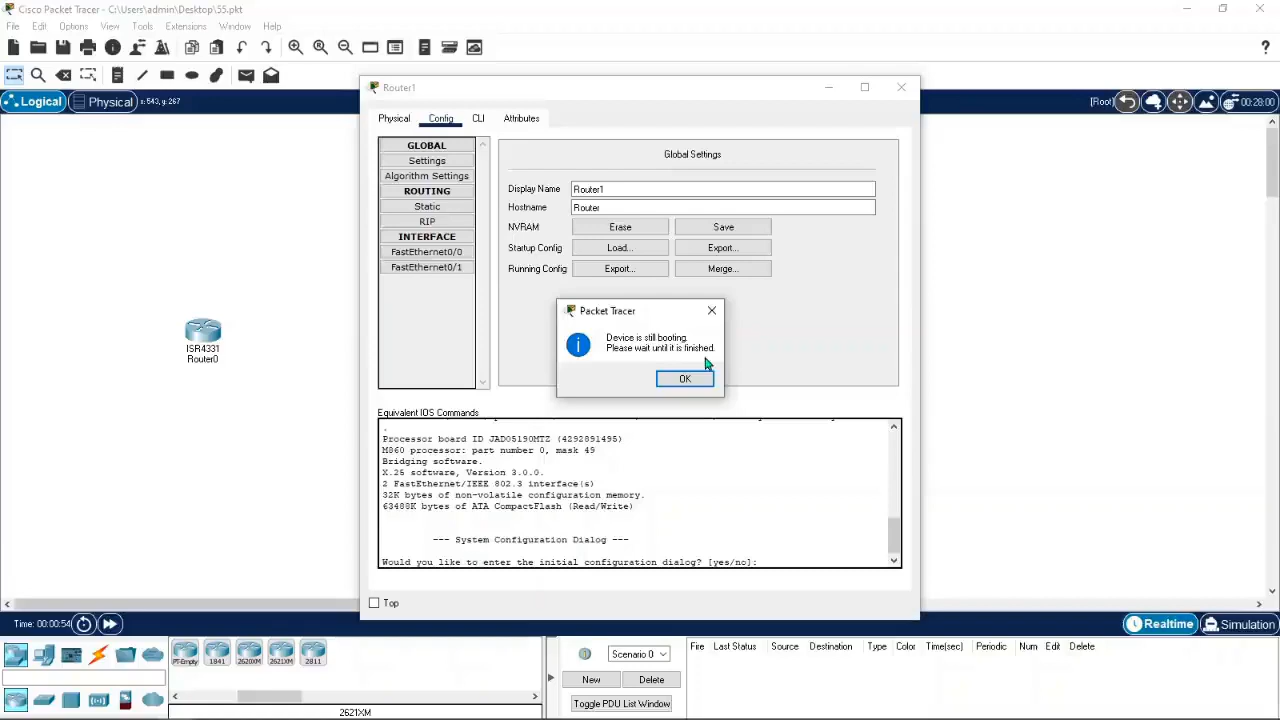 Cisco Packet Tracer - C:\Users\admin\Desktop\55.pkt
File Edit Options View Tools Extensions Window Help
Logical Physical x:543, y:267
[Root] 00:28:00
Router1
Physical Config CLI Attributes
GLOBAL
Settings
Algorithm Settings
ROUTING
Static
RIP
INTERFACE
FastEthernet0/0
FastEthernet0/1
Global Settings
Display Name Router1
Hostname Router
NVRAM Erase Save
Startup Config Load... Export...
Running Config Export... Merge...
Packet Tracer
Device is still booting.
Please wait until it is finished.
OK
ISR4331
Router0
Equivalent IOS Commands
.
Processor board ID JAD05190MTZ (4292891495)
M860 processor: part number 0, mask 49
Bridging software.
X.25 software, Version 3.0.0.
2 FastEthernet/IEEE 802.3 interface(s)
32K bytes of non-volatile configuration memory.
63488K bytes of ATA CompactFlash (Read/Write)
--- System Configuration Dialog ---
Would you like to enter the initial configuration dialog? [yes/no]:
Top
Time: 00:00:54
Realtime Simulation
PT-Empty 1841 2620XM 2621XM 2811
2621XM
Scenario 0
New Delete
Toggle PDU List Window
Fire Last Status Source Destination Type Color Time(sec) Periodic Num Edit Delete